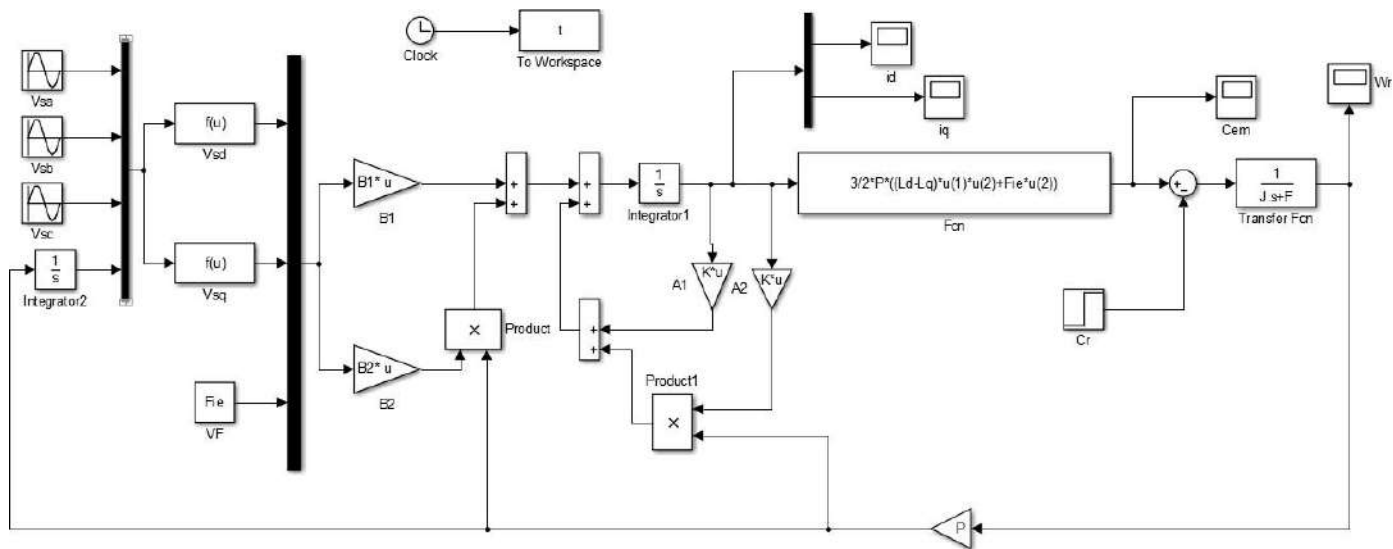 Clock
t
To Workspace
Vsa
Vsb
Vsc
1
s
Integrator2
f(u)
Vsd
f(u)
Vsq
Fie
VF
B1* u
B1
B2* u
B2
+
+
×
Product
+
+
1
s
Integrator1
K*u
A1
K*u
A2
+
+
Product1
×
id
iq
3/2*P*((Ld-Lq)*u(1)*u(2)+Fie*u(2))
Fcn
Cem
+
-
Cr
1
J.s+F
Transfer Fcn
Wr
P